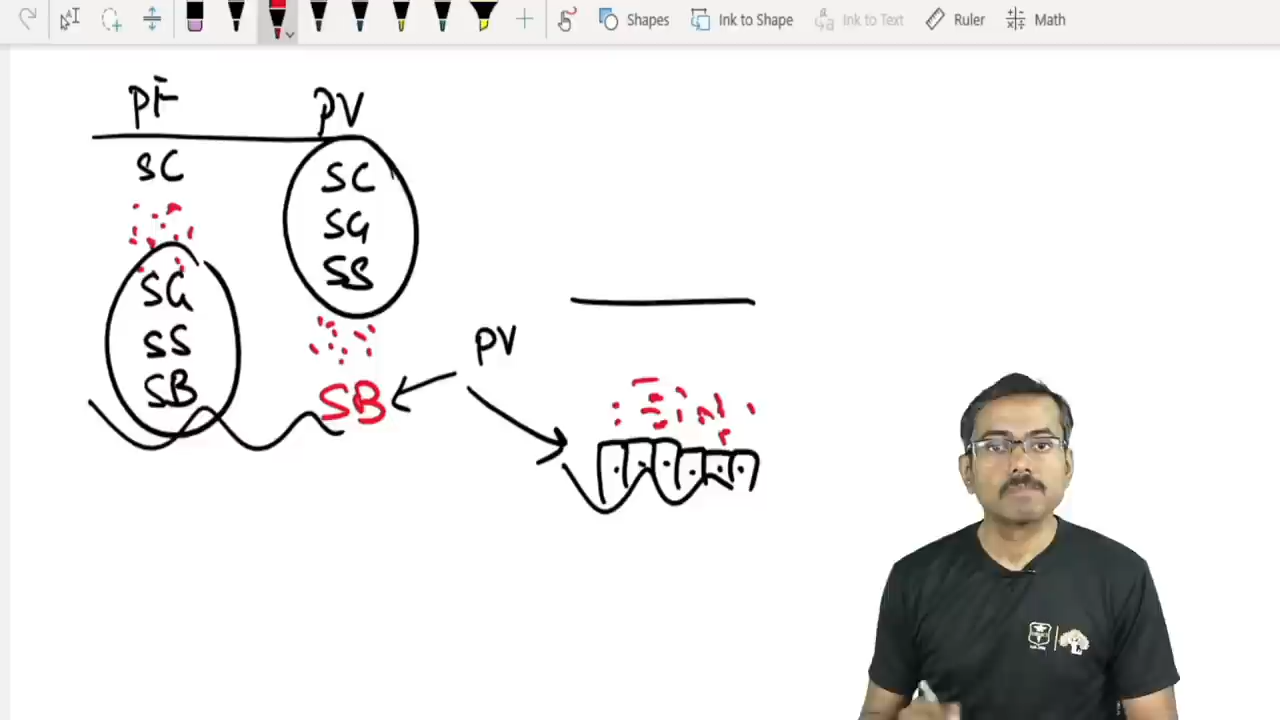 Shapes Ink to Shape Ink to Text Ruler Math
PF PV
SC SC
SG
SS
SG
SS
SB
SB
PV